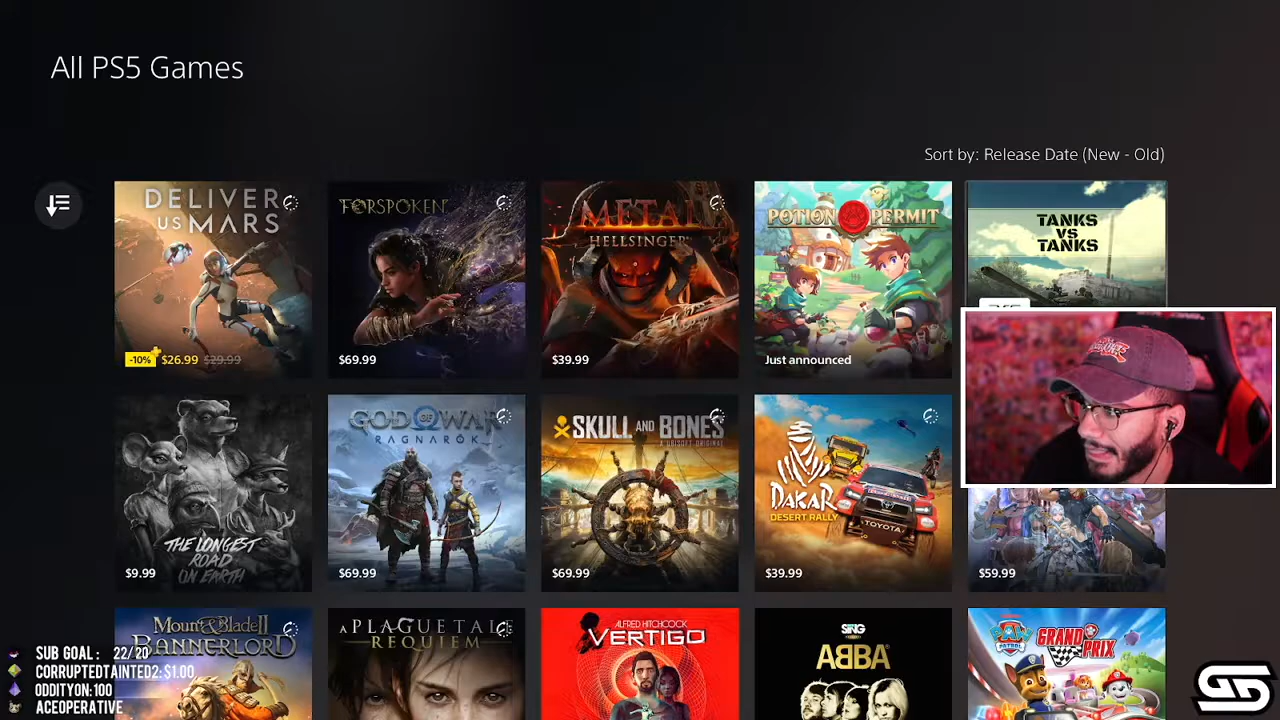 All PS5 Games
Sort by: Release Date (New - Old)
DELIVER
US MARS
-10% $26.99 $29.99
FORSPOKEN
$69.99
METAL
HELLSINGER
$39.99
POTION PERMIT
Just announced
TANKS
VS
TANKS
THE LONGEST
ROAD
ON EARTH
$9.99
GOD OF WAR
RAGNARÖK
$69.99
SKULL AND BONES
A UBISOFT ORIGINAL
$69.99
DAKAR
DESERT RALLY
TOYOTA
$39.99
$59.99
Mount & Blade II
BANNERLORD
A PLAGUE TALE
REQUIEM
ALFRED HITCHCOCK
VERTIGO
LET'S SING
ABBA
PAW PATROL
GRAND PRIX
SUB GOAL: 22/20
CORRUPTEDTAINTED2: $1.00
ODDITYON: 100
ACEOPERATIVE